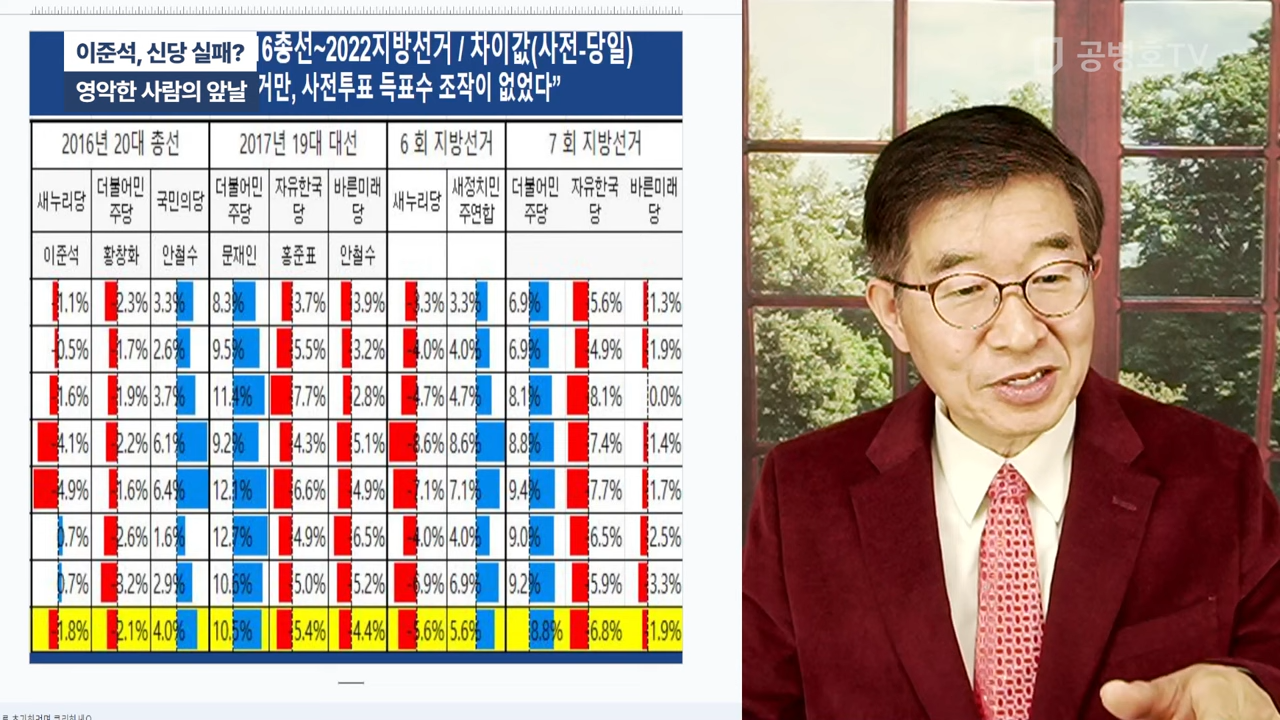 이준석, 신당 실패?
영악한 사람의 앞날
6총선~2022지방선거 / 차이값(사전-당일)
거만, 사전투표 득표수 조작이 없었다”
공병호TV
2016년 20대 총선 2017년 19대 대선 6 회 지방선거 7 회 지방선거
새누리당 더불어민주당 국민의당 더불어민주당 자유한국당 바른미래당 새누리당 새정치민주연합 더불어민주당 자유한국당 바른미래당
이준석 황창화 안철수 문재인 홍준표 안철수
-1.1% -2.3% 3.3% 8.3% -3.7% -3.9% -3.3% 3.3% 6.9% -5.6% -1.3%
-0.5% -1.7% 2.6% 9.5% -5.5% -3.2% -4.0% 4.0% 6.9% -4.9% -1.9%
-1.6% -1.9% 3.7% 11.4% -7.7% -2.8% -4.7% 4.7% 8.1% -8.1% 0.0%
-4.1% -2.2% 6.1% 9.2% -4.3% -5.1% -8.6% 8.6% 8.8% -7.4% -1.4%
-4.9% -1.6% 6.4% 12.1% -6.6% -4.9% -7.1% 7.1% 9.4% -7.7% -1.7%
0.7% -2.6% 1.6% 12.7% -4.9% -6.5% -4.0% 4.0% 9.0% -6.5% -2.5%
0.7% -3.2% 2.9% 10.6% -5.0% -5.2% -6.9% 6.9% 9.2% -5.9% -3.3%
-1.8% -2.1% 4.0% 10.5% -5.4% -4.4% -5.6% 5.6% 8.8% -6.8% -1.9%